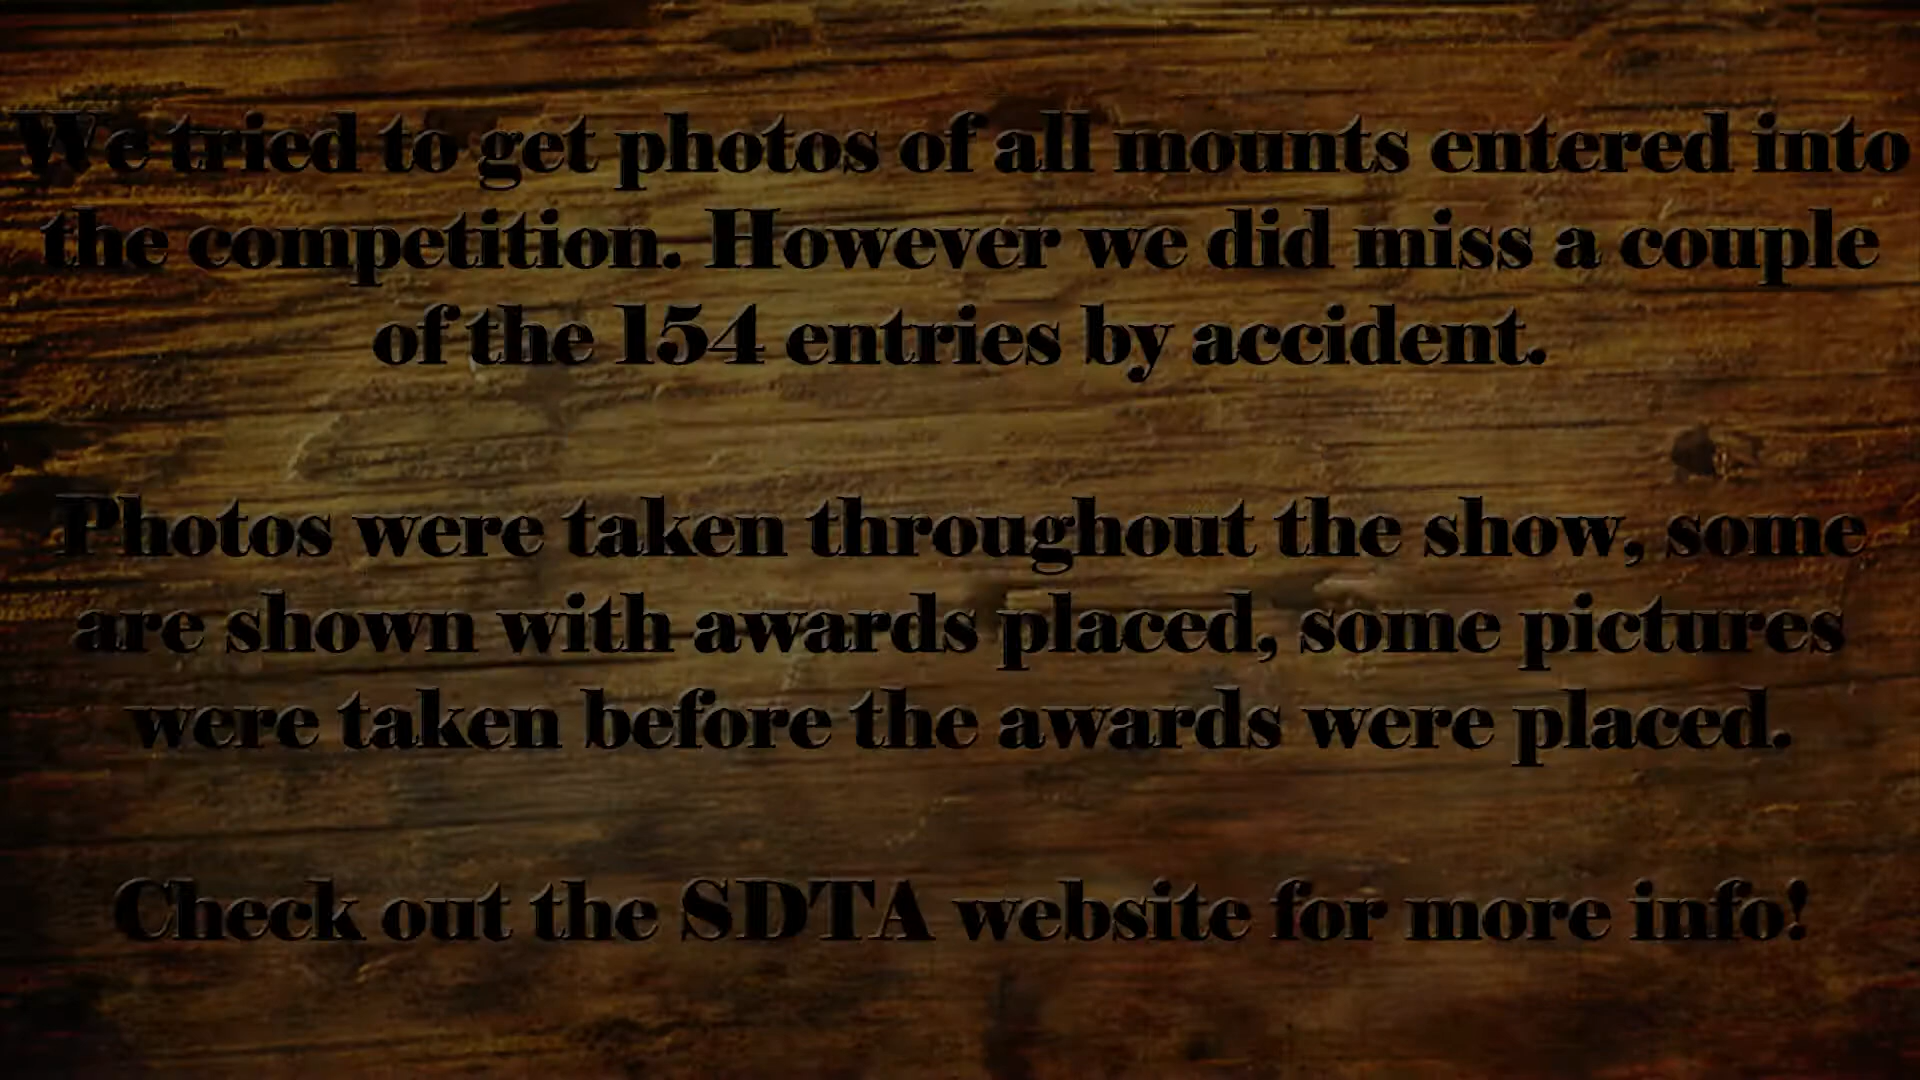 We tried to get photos of all mounts entered into
the competition. However we did miss a couple
of the 154 entries by accident.
Photos were taken throughout the show, some
are shown with awards placed, some pictures
were taken before the awards were placed.
Check out the SDTA website for more info!